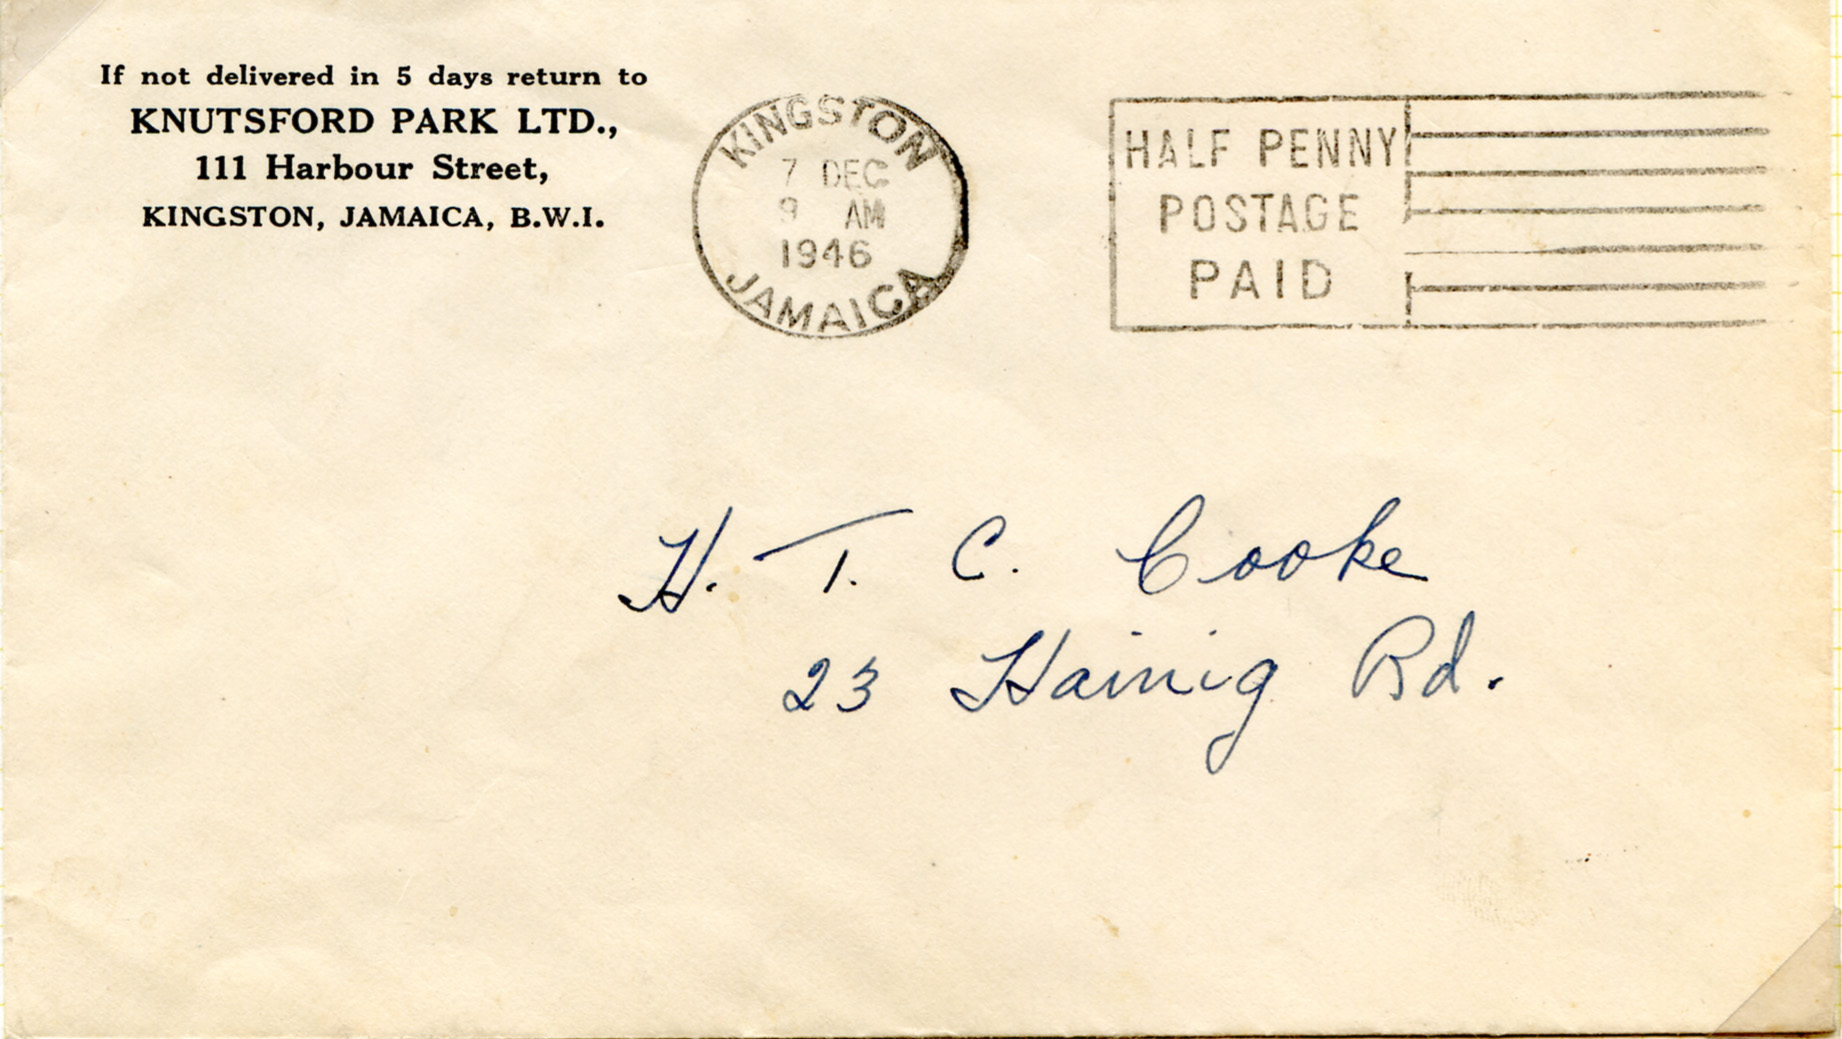 If not delivered in 5 days return to
KNUTSFORD PARK LTD.,
111 Harbour Street,
KINGSTON, JAMAICA, B.W.I.
KINGSTON
7 DEC
9 AM
1946
JAMAICA
HALF PENNY
POSTAGE
PAID
H. T. C. Cooke
23 Hainig Rd.